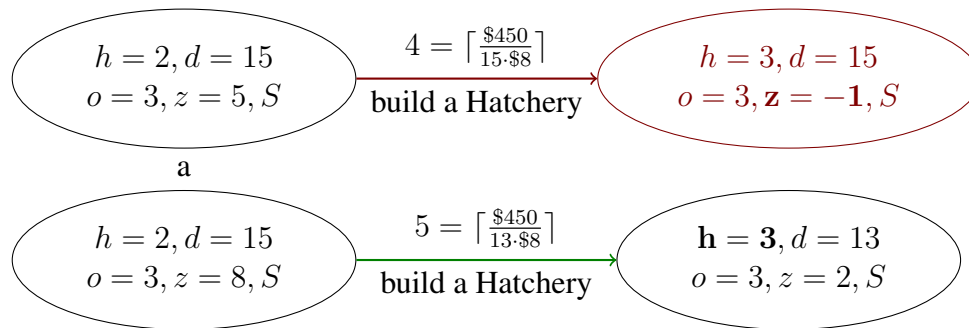 h = 2, d = 15
o = 3, z = 5, S
4 = ⌈$450/15·$8⌉
build a Hatchery
h = 3, d = 15
o = 3, z = −1, S
a
h = 2, d = 15
o = 3, z = 8, S
5 = ⌈$450/13·$8⌉
build a Hatchery
h = 3, d = 13
o = 3, z = 2, S